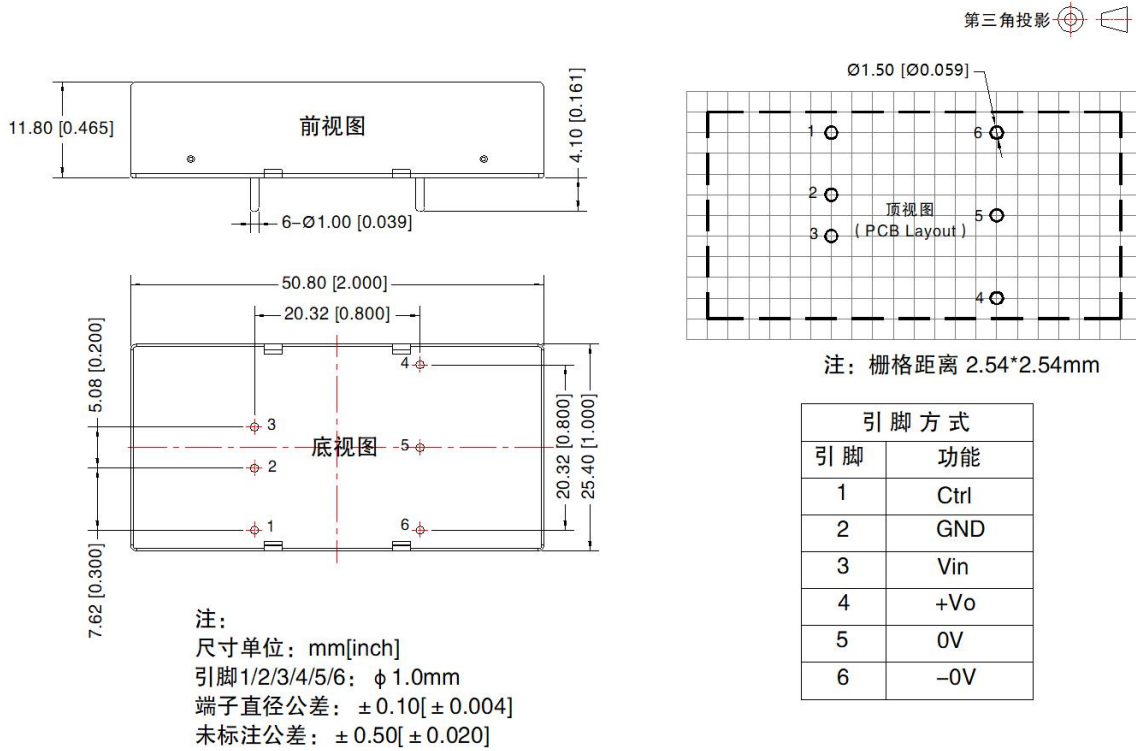 第三角投影
11.80 [0.465]
前视图
4.10 [0.161]
6-Ø1.00 [0.039]
Ø1.50 [Ø0.059]
1
6
2
顶视图
5
3
( PCB Layout )
4
注：栅格距离 2.54*2.54mm
50.80 [2.000]
20.32 [0.800]
5.08 [0.200]
4
3
底视图
5
2
20.32 [0.800]
25.40 [1.000]
1
6
7.62 [0.300]
引脚方式
引脚 功能
1 Ctrl
2 GND
3 Vin
4 +Vo
5 0V
6 −0V
注：
尺寸单位：mm[inch]
引脚1/2/3/4/5/6：ϕ1.0mm
端子直径公差：±0.10[±0.004]
未标注公差：±0.50[±0.020]